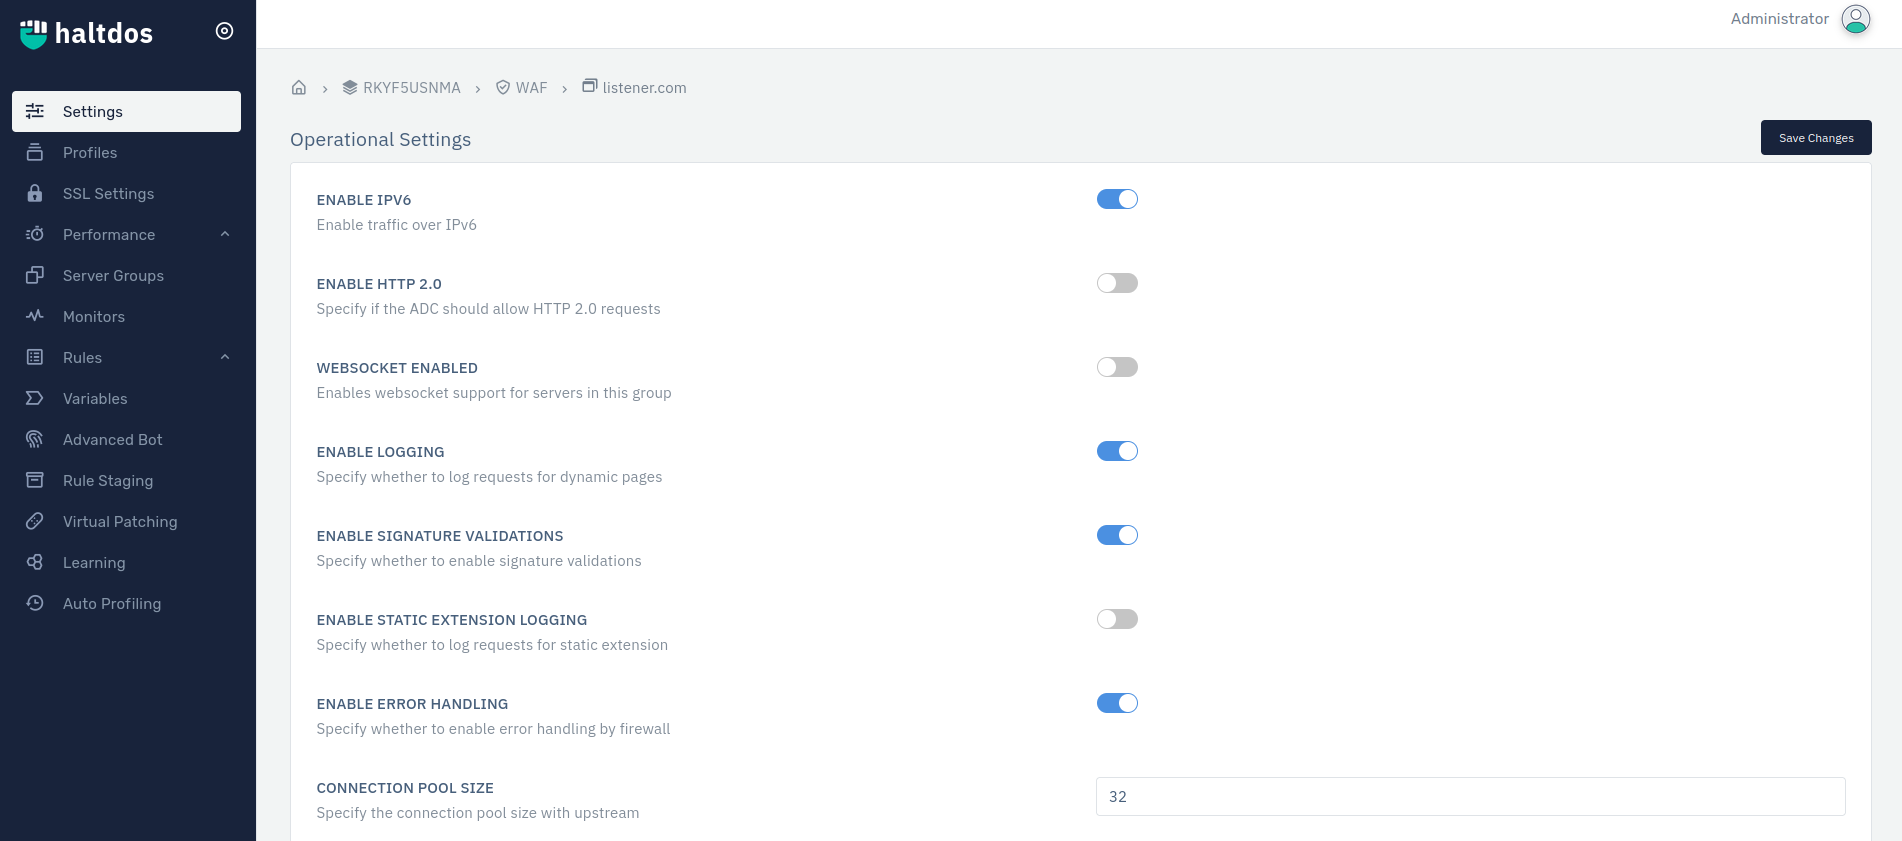 haltdos
Administrator
RKYF5USNMA
WAF
listener.com
Settings
Profiles
SSL Settings
Performance
Server Groups
Monitors
Rules
Variables
Advanced Bot
Rule Staging
Virtual Patching
Learning
Auto Profiling
Operational Settings
Save Changes
ENABLE IPV6
Enable traffic over IPv6
ENABLE HTTP 2.0
Specify if the ADC should allow HTTP 2.0 requests
WEBSOCKET ENABLED
Enables websocket support for servers in this group
ENABLE LOGGING
Specify whether to log requests for dynamic pages
ENABLE SIGNATURE VALIDATIONS
Specify whether to enable signature validations
ENABLE STATIC EXTENSION LOGGING
Specify whether to log requests for static extension
ENABLE ERROR HANDLING
Specify whether to enable error handling by firewall
CONNECTION POOL SIZE
Specify the connection pool size with upstream
32